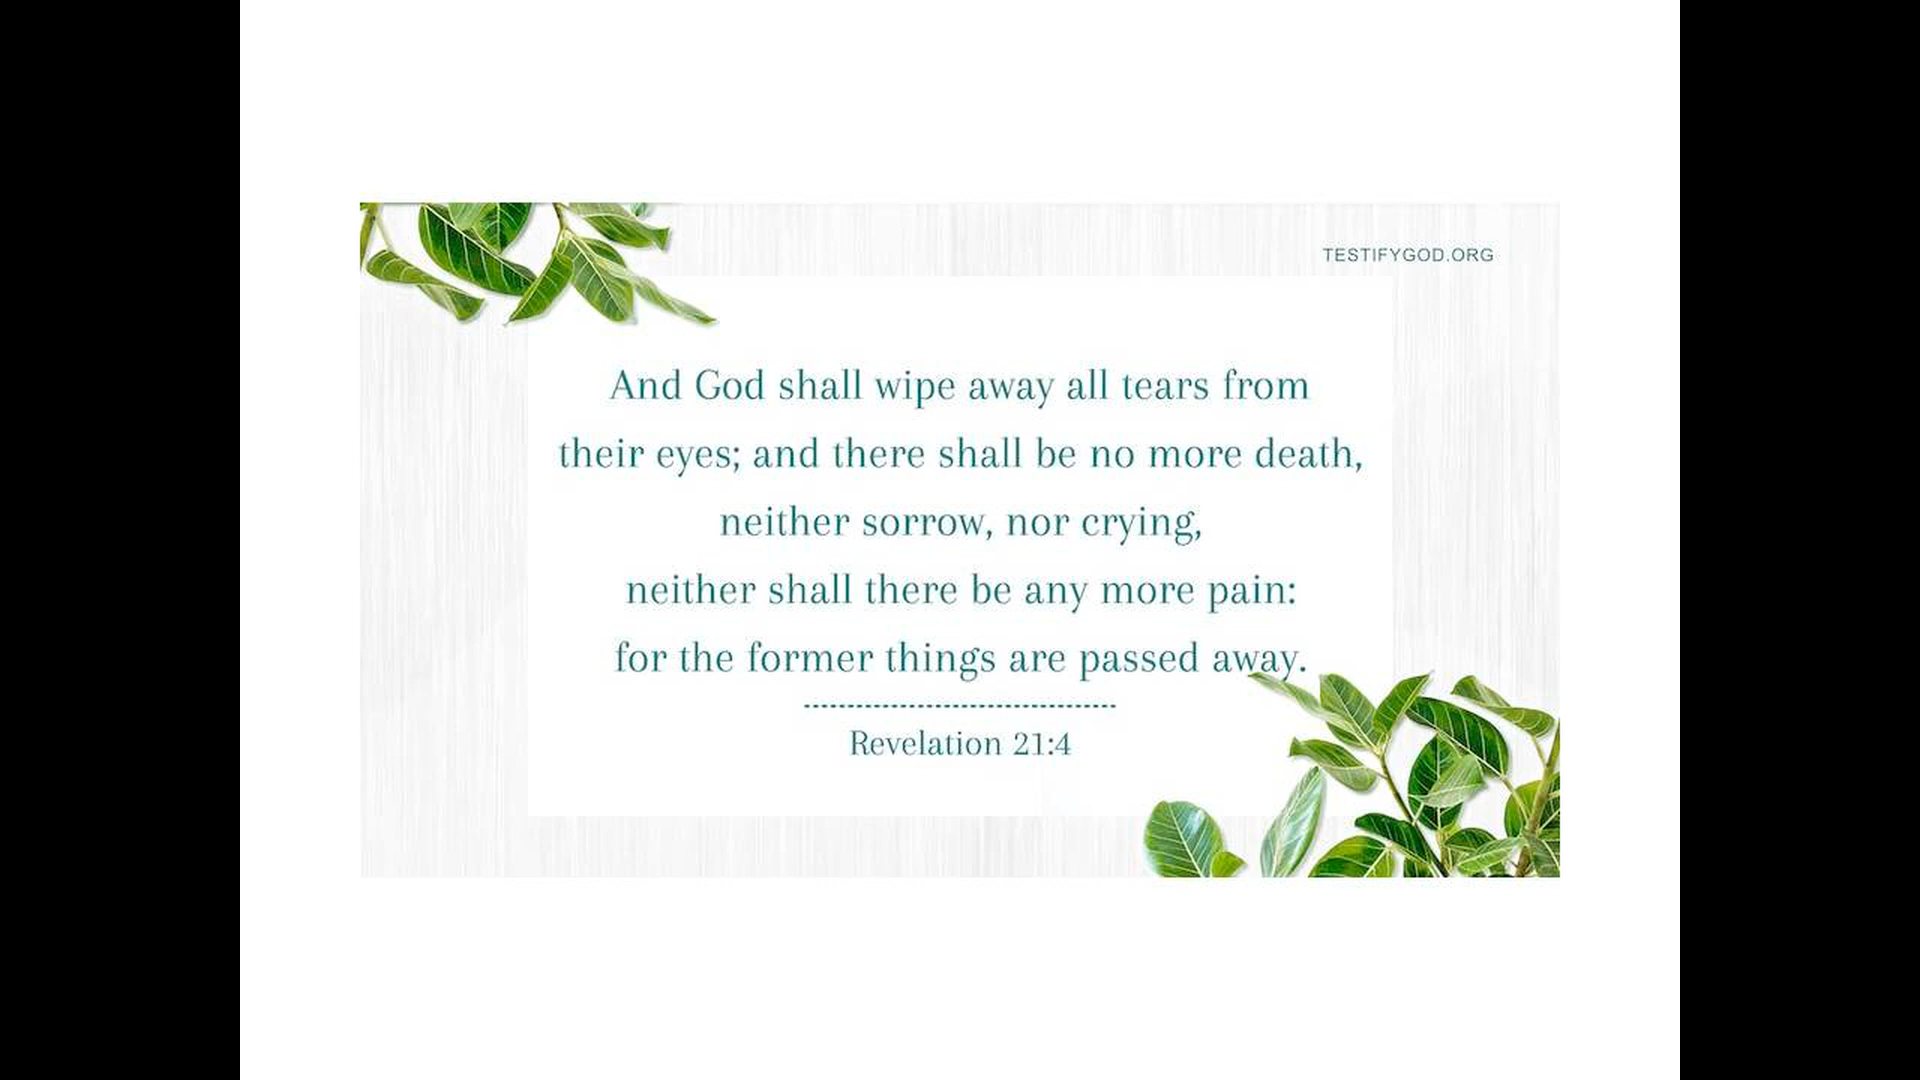 TESTIFYGOD.ORG
And God shall wipe away all tears from
their eyes; and there shall be no more death,
neither sorrow, nor crying,
neither shall there be any more pain:
for the former things are passed away.
Revelation 21:4